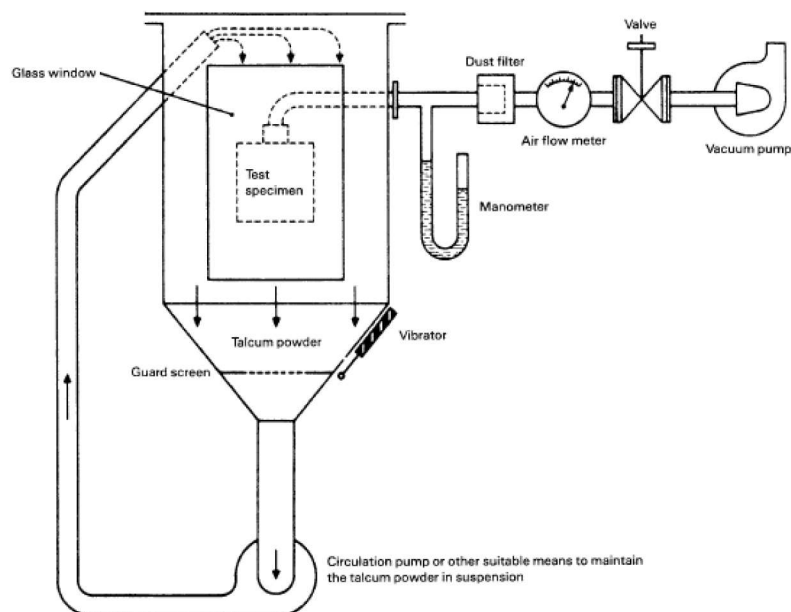 Valve
Glass window
Dust filter
Air flow meter
Vacuum pump
Test
specimen
Manometer
Talcum powder
Vibrator
Guard screen
Circulation pump or other suitable means to maintain
the talcum powder in suspension